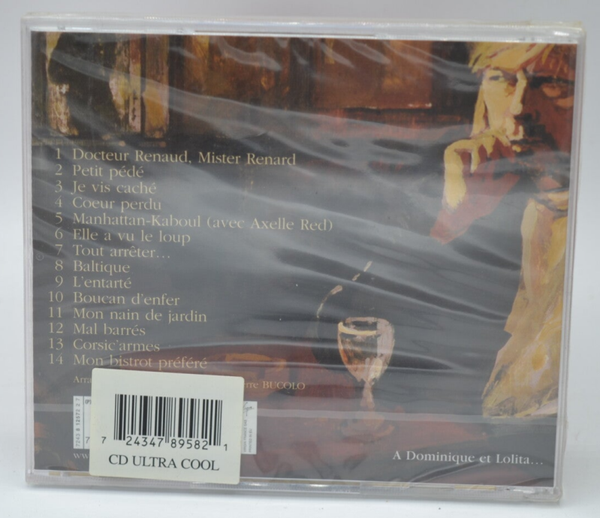 1 Docteur Renaud, Mister Renard
2 Petit pédé
3 Je vis caché
4 Coeur perdu
5 Manhattan-Kaboul (avec Axelle Red)
6 Elle a vu le loup
7 Tout arrêter...
8 Baltique
9 L'entarté
10 Boucan d'enfer
11 Mon nain de jardin
12 Mal barrés
13 Corsic'armes
14 Mon bistrot préféré
BUCOLO
7 24347 89582 1
CD ULTRA COOL
A Dominique et Lolita...